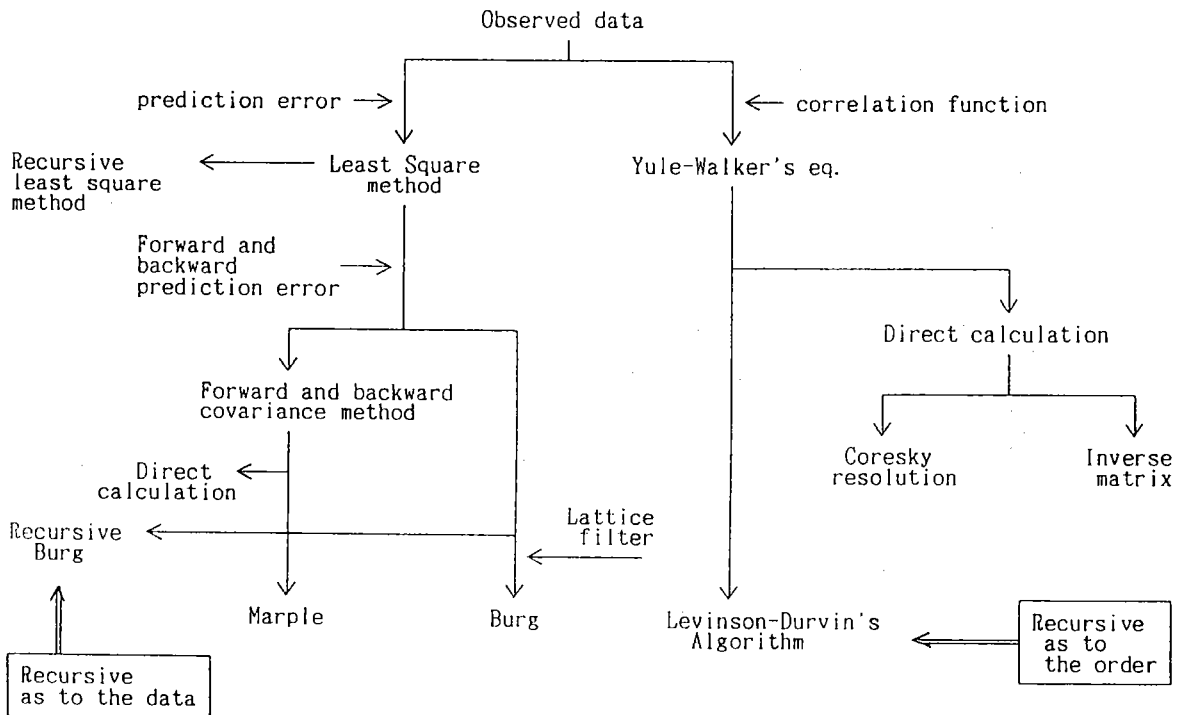 Observed data
prediction error
correlation function
Recursive
least square
method
Least Square
method
Yule-Walker's eq.
Forward and
backward
prediction error
Direct calculation
Forward and backward
covariance method
Direct
calculation
Coresky
resolution
Inverse
matrix
Recursive
Burg
Lattice
filter
Marple
Burg
Levinson-Durvin's
Algorithm
Recursive
as to
the order
Recursive
as to the data